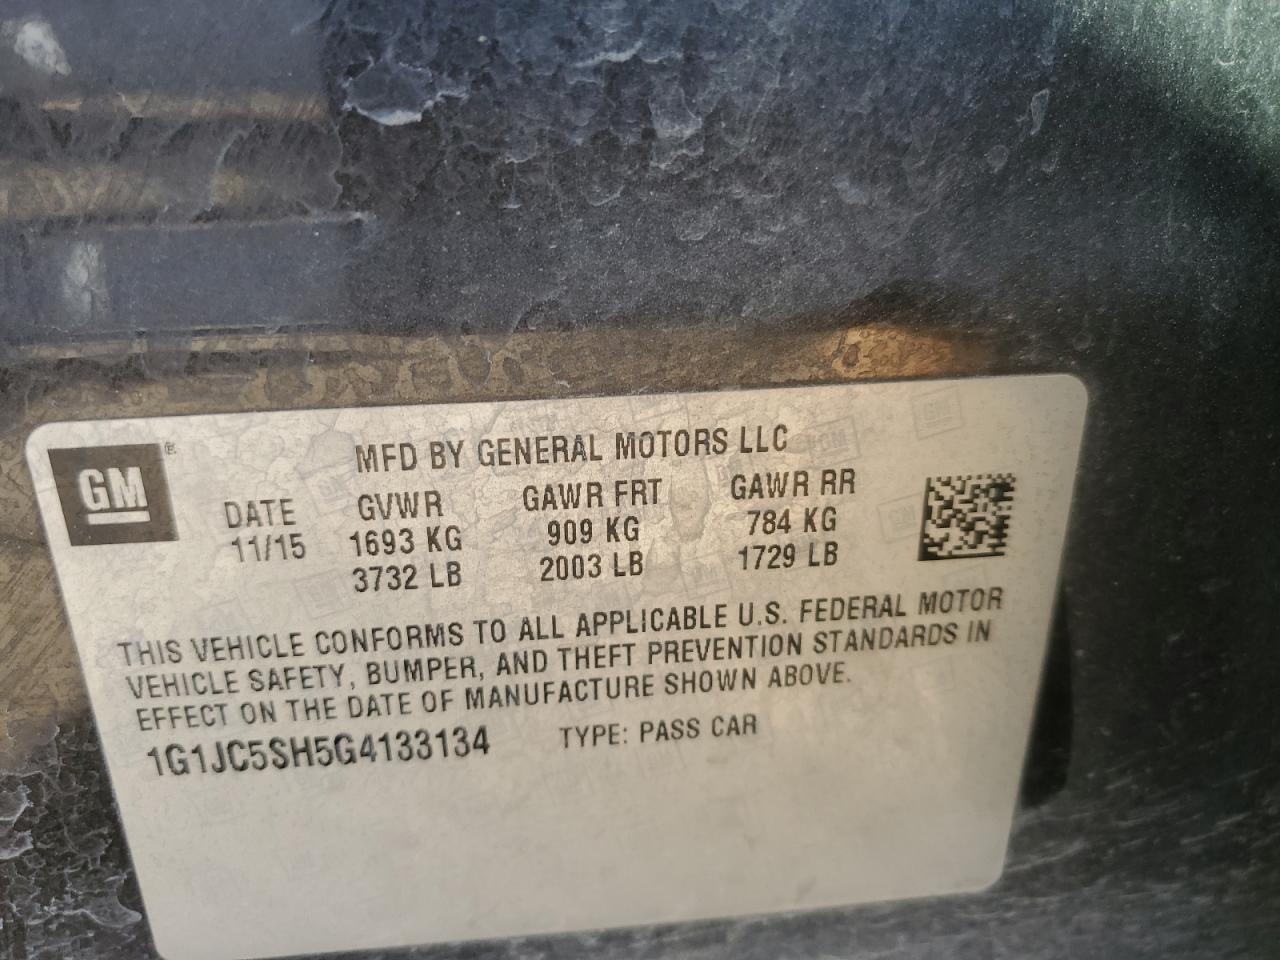 GM®
MFD BY GENERAL MOTORS LLC
DATE GVWR GAWR FRT GAWR RR
11/15 1693 KG 909 KG 784 KG
3732 LB 2003 LB 1729 LB
THIS VEHICLE CONFORMS TO ALL APPLICABLE U.S. FEDERAL MOTOR
VEHICLE SAFETY, BUMPER, AND THEFT PREVENTION STANDARDS IN
EFFECT ON THE DATE OF MANUFACTURE SHOWN ABOVE.
1G1JC5SH5G4133134 TYPE: PASS CAR